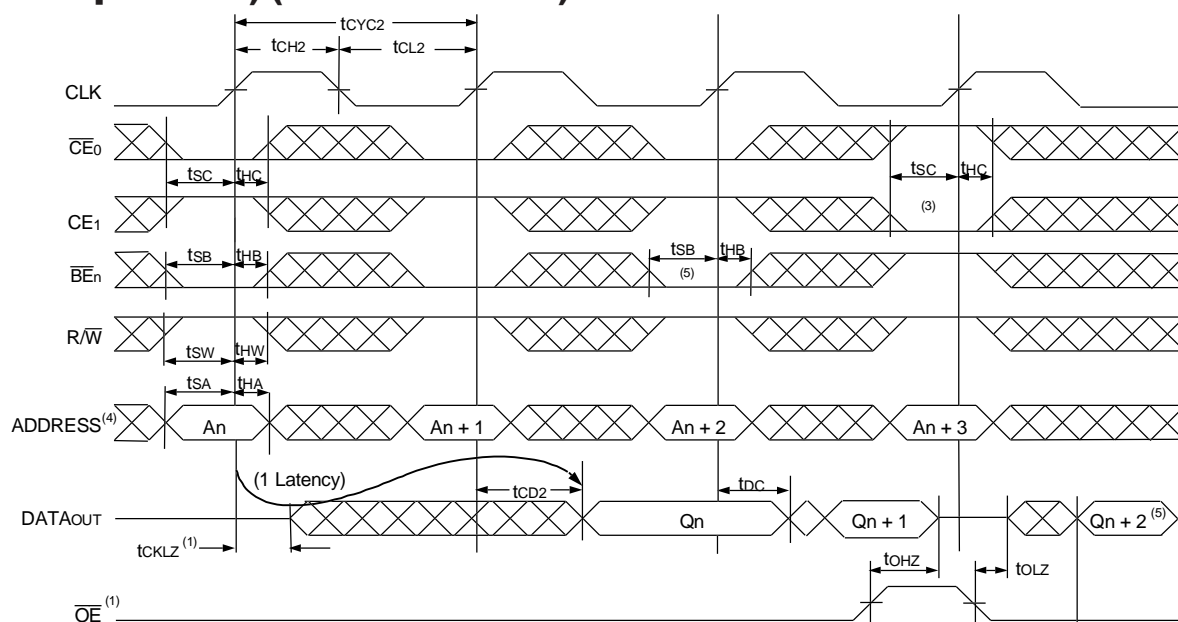 tCYC2
tCH2
tCL2
CLK
CE0
tSC
tHC
tSC
tHC
(3)
CE1
tSB
tHB
tSB
tHB
(5)
BEn
R/W
tSW
tHW
tSA
tHA
ADDRESS(4)
An
An + 1
An + 2
An + 3
(1 Latency)
tCD2
tDC
DATAOUT
Qn
Qn + 1
Qn + 2(5)
tCKLZ(1)
tOHZ
tOLZ
OE(1)